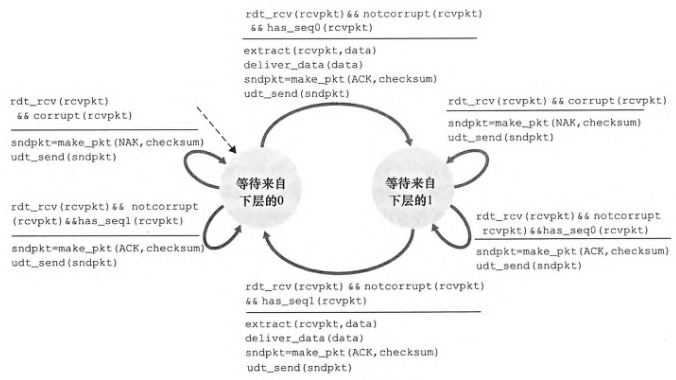 rdt_rcv(rcvpkt)&& notcorrupt(rcvpkt)
&& has_seq0(rcvpkt)
extract(rcvpkt,data)
deliver_data(data)
sndpkt=make_pkt(ACK,checksum)
udt_send(sndpkt)
rdt_rcv(rcvpkt)
&& corrupt(rcvpkt)
sndpkt=make_pkt(NAK,checksum)
udt_send(sndpkt)
rdt_rcv(rcvpkt) && corrupt(rcvpkt)
sndpkt=make_pkt(NAK,checksum)
udt_send(sndpkt)
等待来自
下层的0
等待来自
下层的1
rdt_rcv(rcvpkt)&& notcorrupt
(rcvpkt)&&has_seq1(rcvpkt)
sndpkt=make_pkt(ACK,checksum)
udt_send(sndpkt)
rdt_rcv(rcvpkt)&& notcorrupt
rcvpkt)&&has_seq0(rcvpkt)
sndpkt=make_pkt(ACK,checksum)
udt_send(sndpkt)
rdt_rcv(rcvpkt) && notcorrupt(rcvpkt)
&& has_seq1(rcvpkt)
extract(rcvpkt,data)
deliver_data(data)
sndpkt=make_pkt(ACK,checksum)
udt_send(sndpkt)